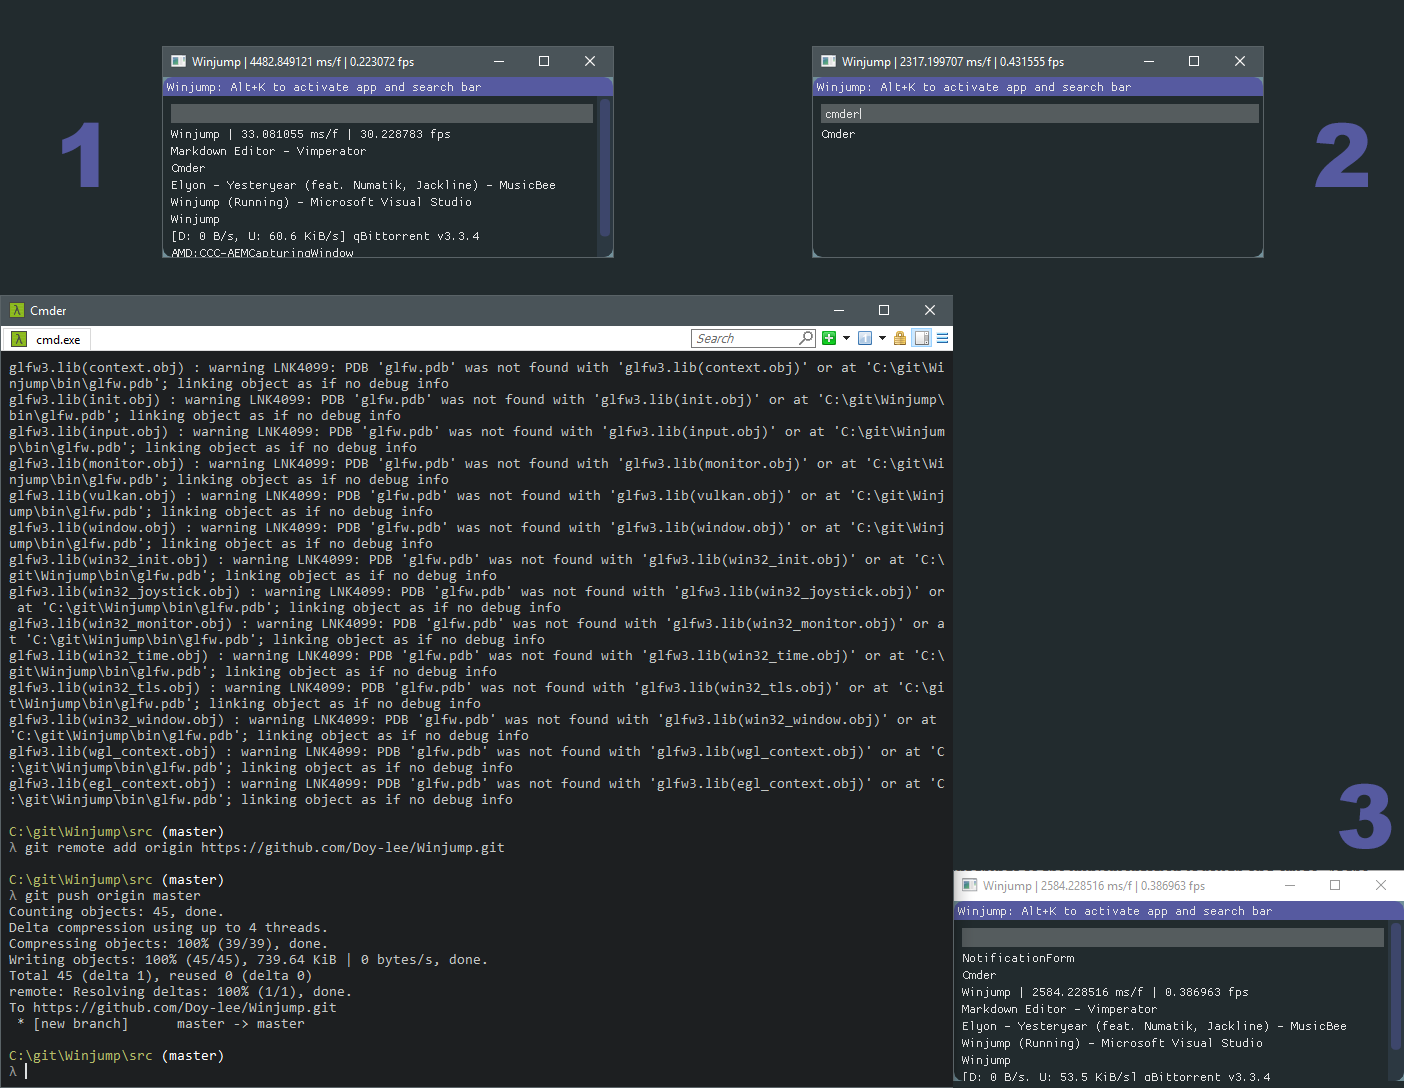 1
Winjump | 4482.849121 ms/f | 0.223072 fps
Winjump: Alt+K to activate app and search bar
Winjump | 33.081055 ms/f | 30.228783 fps
Markdown Editor - Vimperator
Cmder
Elyon - Yesteryear (feat. Numatik, Jackline) - MusicBee
Winjump (Running) - Microsoft Visual Studio
Winjump
[D: 0 B/s, U: 60.6 KiB/s] qBittorrent v3.3.4
AMD:CCC-AEMCapturingWindow
2
Winjump | 2317.199707 ms/f | 0.431555 fps
Winjump: Alt+K to activate app and search bar
cmder
Cmder
λ Cmder
λ cmd.exe
Search
1
glfw3.lib(context.obj) : warning LNK4099: PDB 'glfw.pdb' was not found with 'glfw3.lib(context.obj)' or at 'C:\git\Wi
njump\bin\glfw.pdb'; linking object as if no debug info
glfw3.lib(init.obj) : warning LNK4099: PDB 'glfw.pdb' was not found with 'glfw3.lib(init.obj)' or at 'C:\git\Winjump\
bin\glfw.pdb'; linking object as if no debug info
glfw3.lib(input.obj) : warning LNK4099: PDB 'glfw.pdb' was not found with 'glfw3.lib(input.obj)' or at 'C:\git\Winjum
p\bin\glfw.pdb'; linking object as if no debug info
glfw3.lib(monitor.obj) : warning LNK4099: PDB 'glfw.pdb' was not found with 'glfw3.lib(monitor.obj)' or at 'C:\git\Wi
njump\bin\glfw.pdb'; linking object as if no debug info
glfw3.lib(vulkan.obj) : warning LNK4099: PDB 'glfw.pdb' was not found with 'glfw3.lib(vulkan.obj)' or at 'C:\git\Winj
ump\bin\glfw.pdb'; linking object as if no debug info
glfw3.lib(window.obj) : warning LNK4099: PDB 'glfw.pdb' was not found with 'glfw3.lib(window.obj)' or at 'C:\git\Winj
ump\bin\glfw.pdb'; linking object as if no debug info
glfw3.lib(win32_init.obj) : warning LNK4099: PDB 'glfw.pdb' was not found with 'glfw3.lib(win32_init.obj)' or at 'C:\
git\Winjump\bin\glfw.pdb'; linking object as if no debug info
glfw3.lib(win32_joystick.obj) : warning LNK4099: PDB 'glfw.pdb' was not found with 'glfw3.lib(win32_joystick.obj)' or
 at 'C:\git\Winjump\bin\glfw.pdb'; linking object as if no debug info
glfw3.lib(win32_monitor.obj) : warning LNK4099: PDB 'glfw.pdb' was not found with 'glfw3.lib(win32_monitor.obj)' or a
t 'C:\git\Winjump\bin\glfw.pdb'; linking object as if no debug info
glfw3.lib(win32_time.obj) : warning LNK4099: PDB 'glfw.pdb' was not found with 'glfw3.lib(win32_time.obj)' or at 'C:\
git\Winjump\bin\glfw.pdb'; linking object as if no debug info
glfw3.lib(win32_tls.obj) : warning LNK4099: PDB 'glfw.pdb' was not found with 'glfw3.lib(win32_tls.obj)' or at 'C:\gi
t\Winjump\bin\glfw.pdb'; linking object as if no debug info
glfw3.lib(win32_window.obj) : warning LNK4099: PDB 'glfw.pdb' was not found with 'glfw3.lib(win32_window.obj)' or at
'C:\git\Winjump\bin\glfw.pdb'; linking object as if no debug info
glfw3.lib(wgl_context.obj) : warning LNK4099: PDB 'glfw.pdb' was not found with 'glfw3.lib(wgl_context.obj)' or at 'C
:\git\Winjump\bin\glfw.pdb'; linking object as if no debug info
glfw3.lib(egl_context.obj) : warning LNK4099: PDB 'glfw.pdb' was not found with 'glfw3.lib(egl_context.obj)' or at 'C
:\git\Winjump\bin\glfw.pdb'; linking object as if no debug info
C:\git\Winjump\src (master)
λ git remote add origin https://github.com/Doy-lee/Winjump.git
C:\git\Winjump\src (master)
λ git push origin master
Counting objects: 45, done.
Delta compression using up to 4 threads.
Compressing objects: 100% (39/39), done.
Writing objects: 100% (45/45), 739.64 KiB | 0 bytes/s, done.
Total 45 (delta 1), reused 0 (delta 0)
remote: Resolving deltas: 100% (1/1), done.
To https://github.com/Doy-lee/Winjump.git
 * [new branch]      master -> master
C:\git\Winjump\src (master)
λ
3
Winjump | 2584.228516 ms/f | 0.386963 fps
Winjump: Alt+K to activate app and search bar
NotificationForm
Cmder
Winjump | 2584.228516 ms/f | 0.386963 fps
Markdown Editor - Vimperator
Elyon - Yesteryear (feat. Numatik, Jackline) - MusicBee
Winjump (Running) - Microsoft Visual Studio
Winjump
[D: 0 B/s, U: 53.5 KiB/s] qBittorrent v3.3.4